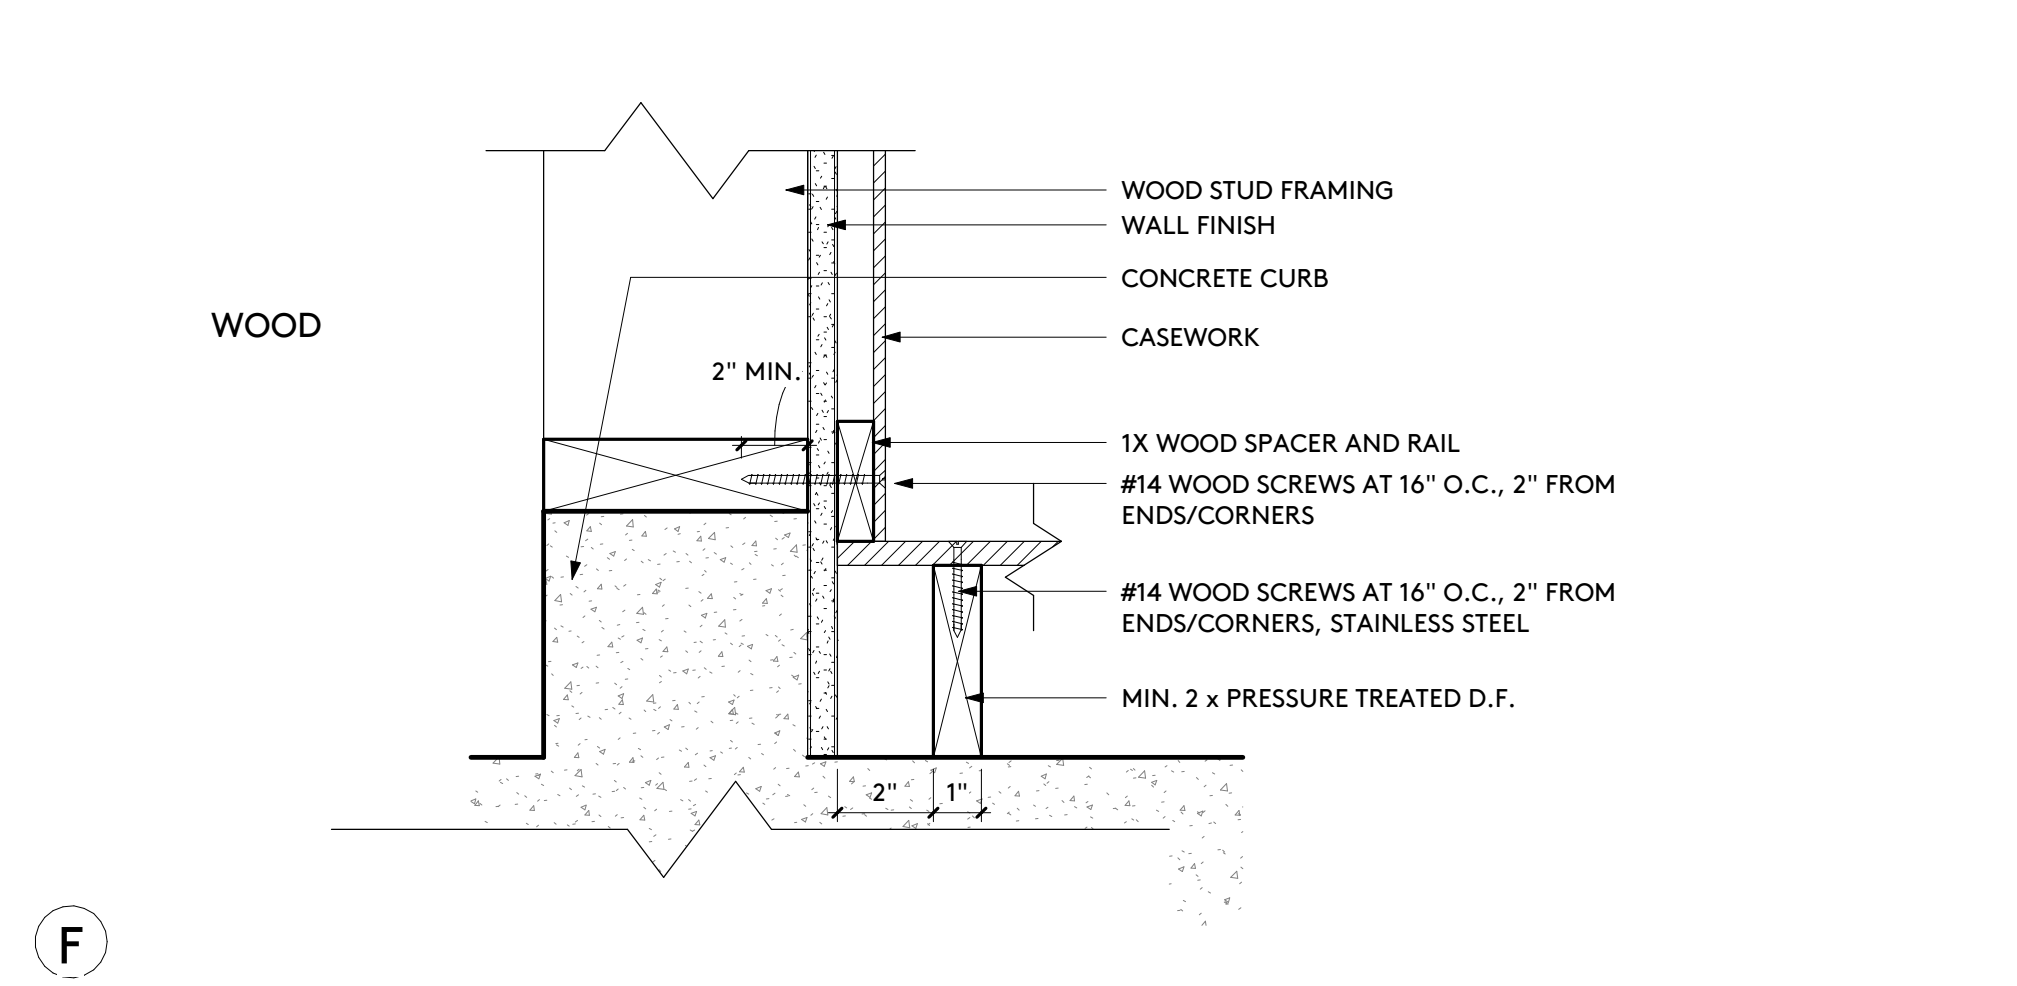 WOOD STUD FRAMING
WALL FINISH
CONCRETE CURB
WOOD
CASEWORK
2" MIN.
1X WOOD SPACER AND RAIL
#14 WOOD SCREWS AT 16" O.C., 2" FROM
ENDS/CORNERS
#14 WOOD SCREWS AT 16" O.C., 2" FROM
ENDS/CORNERS, STAINLESS STEEL
MIN. 2 x PRESSURE TREATED D.F.
2" 1"
F